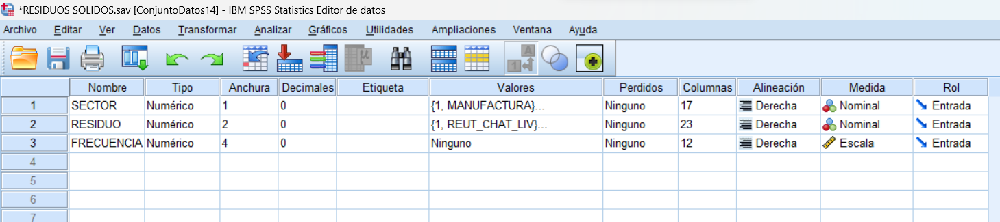 *RESIDUOS SOLIDOS.sav [ConjuntoDatos14] - IBM SPSS Statistics Editor de datos
Archivo Editar Ver Datos Transformar Analizar Gráficos Utilidades Ampliaciones Ventana Ayuda
Nombre Tipo Anchura Decimales Etiqueta Valores Perdidos Columnas Alineación Medida Rol
1 SECTOR Numérico 1 0 {1, MANUFACTURA}... Ninguno 17 Derecha Nominal Entrada
2 RESIDUO Numérico 2 0 {1, REUT_CHAT_LIV}... Ninguno 23 Derecha Nominal Entrada
3 FRECUENCIA Numérico 4 0 Ninguno Ninguno 12 Derecha Escala Entrada
4
5
6
7